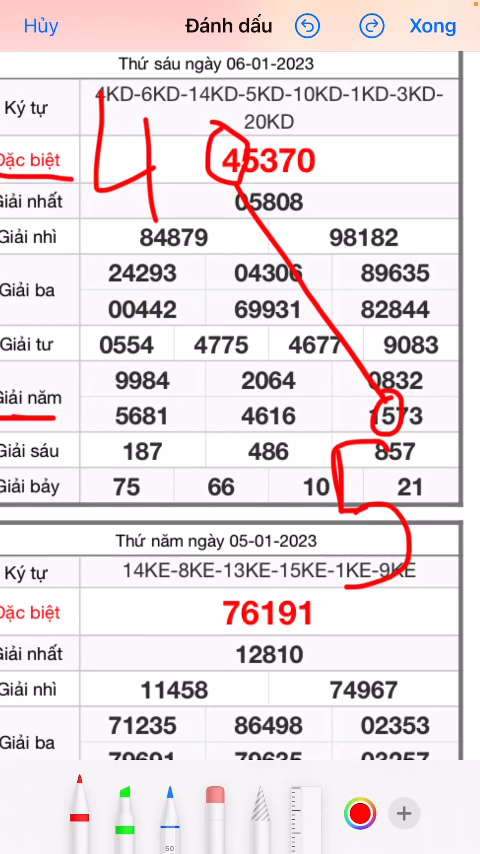 Hủy Đánh dấu Xong
Thứ sáu ngày 06-01-2023
Ký tự 4KD-6KD-14KD-5KD-10KD-1KD-3KD-
20KD
Đặc biệt 45370
Giải nhất 05808
Giải nhì 84879 98182
Giải ba 24293 04306 89635
00442 69931 82844
Giải tư 0554 4775 4677 9083
Giải năm 9984 2064 0832
5681 4616 1573
Giải sáu 187 486 857
Giải bảy 75 66 10 21
4
5
Thứ năm ngày 05-01-2023
Ký tự 14KE-8KE-13KE-15KE-1KE-9KE
Đặc biệt 76191
Giải nhất 12810
Giải nhì 11458 74967
Giải ba 71235 86498 02353
79691 79635 03257
50